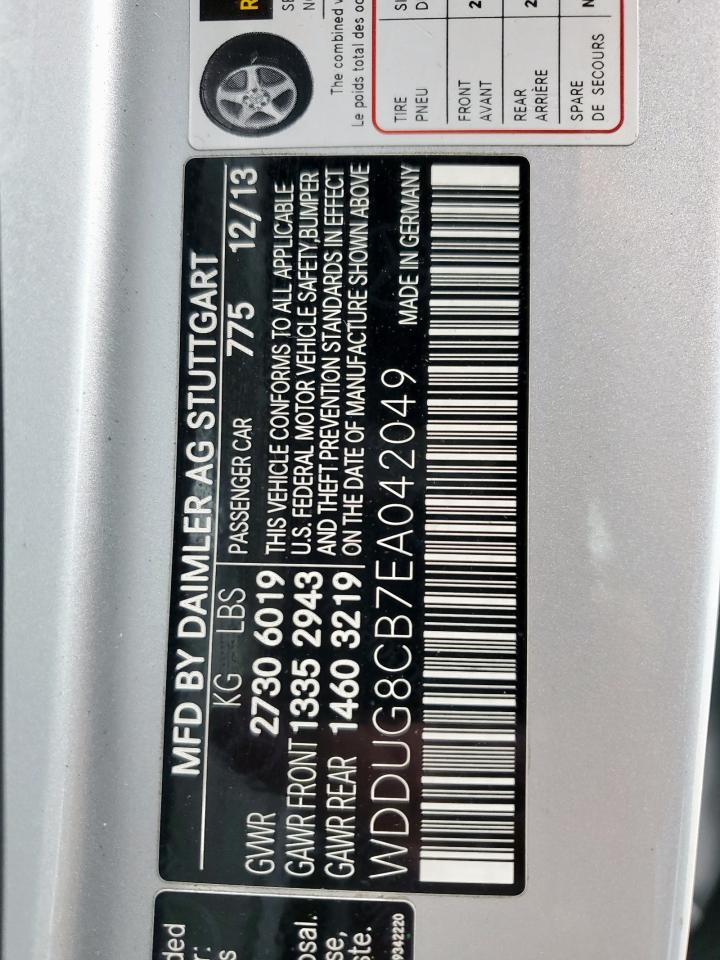 MFD BY DAIMLER AG STUTTGART
KG LBS PASSENGER CAR 775 12/13
GVWR 2730 6019
GAWR FRONT 1335 2943
GAWR REAR 1460 3219
THIS VEHICLE CONFORMS TO ALL APPLICABLE
U.S. FEDERAL MOTOR VEHICLE SAFETY,BUMPER
AND THEFT PREVENTION STANDARDS IN EFFECT
ON THE DATE OF MANUFACTURE SHOWN ABOVE
WDDUG8CB7EA042049 MADE IN GERMANY
The combined
Le poids total des
TIRE
PNEU
FRONT
AVANT
REAR
ARRIÈRE
SPARE
DE SECOURS
9342220